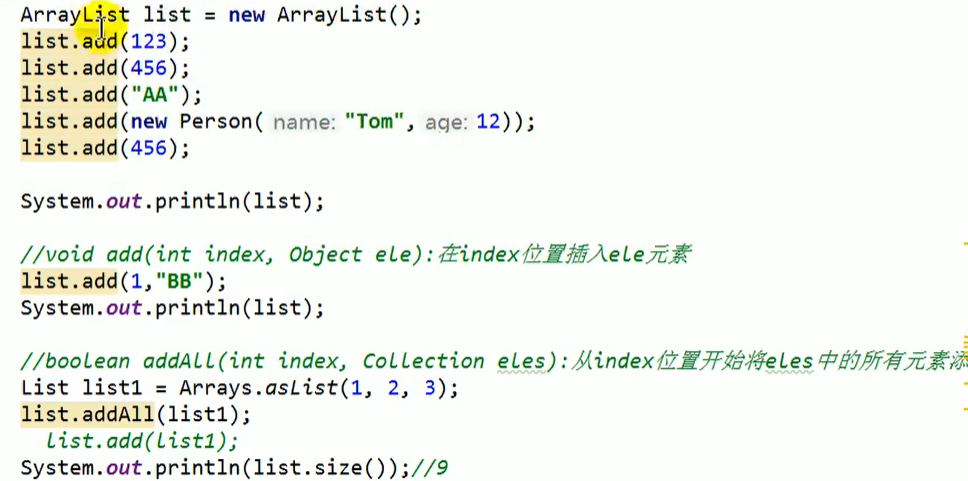 ArrayList list = new ArrayList();
list.add(123);
list.add(456);
list.add("AA");
list.add(new Person( name: "Tom", age: 12));
list.add(456);
System.out.println(list);
//void add(int index, Object ele):在index位置插入ele元素
list.add(1,"BB");
System.out.println(list);
//boolean addAll(int index, Collection eles):从index位置开始将eles中的所有元素添
List list1 = Arrays.asList(1, 2, 3);
list.addAll(list1);
list.add(list1);
System.out.println(list.size());//9